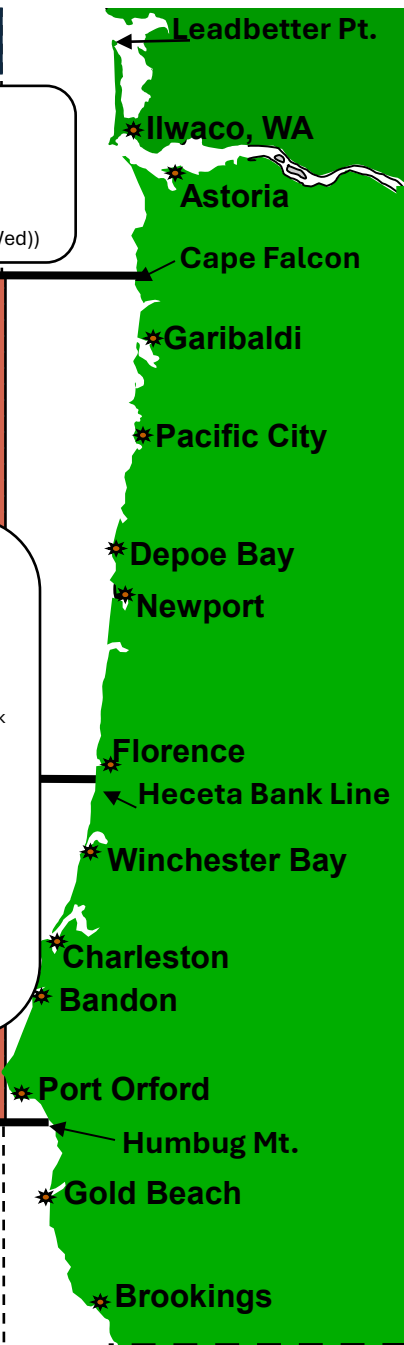 Leadbetter Pt.
Ilwaco, WA
Astoria
Wed))
Cape Falcon
Garibaldi
Pacific City
Depoe Bay
Newport
Florence
Heceta Bank Line
Winchester Bay
Charleston
Bandon
Port Orford
Humbug Mt.
Gold Beach
Brookings